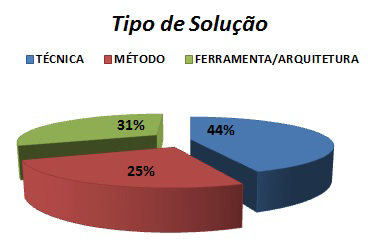 Tipo de Solução
TÉCNICA MÉTODO FERRAMENTA/ARQUITETURA
31% 44%
25%